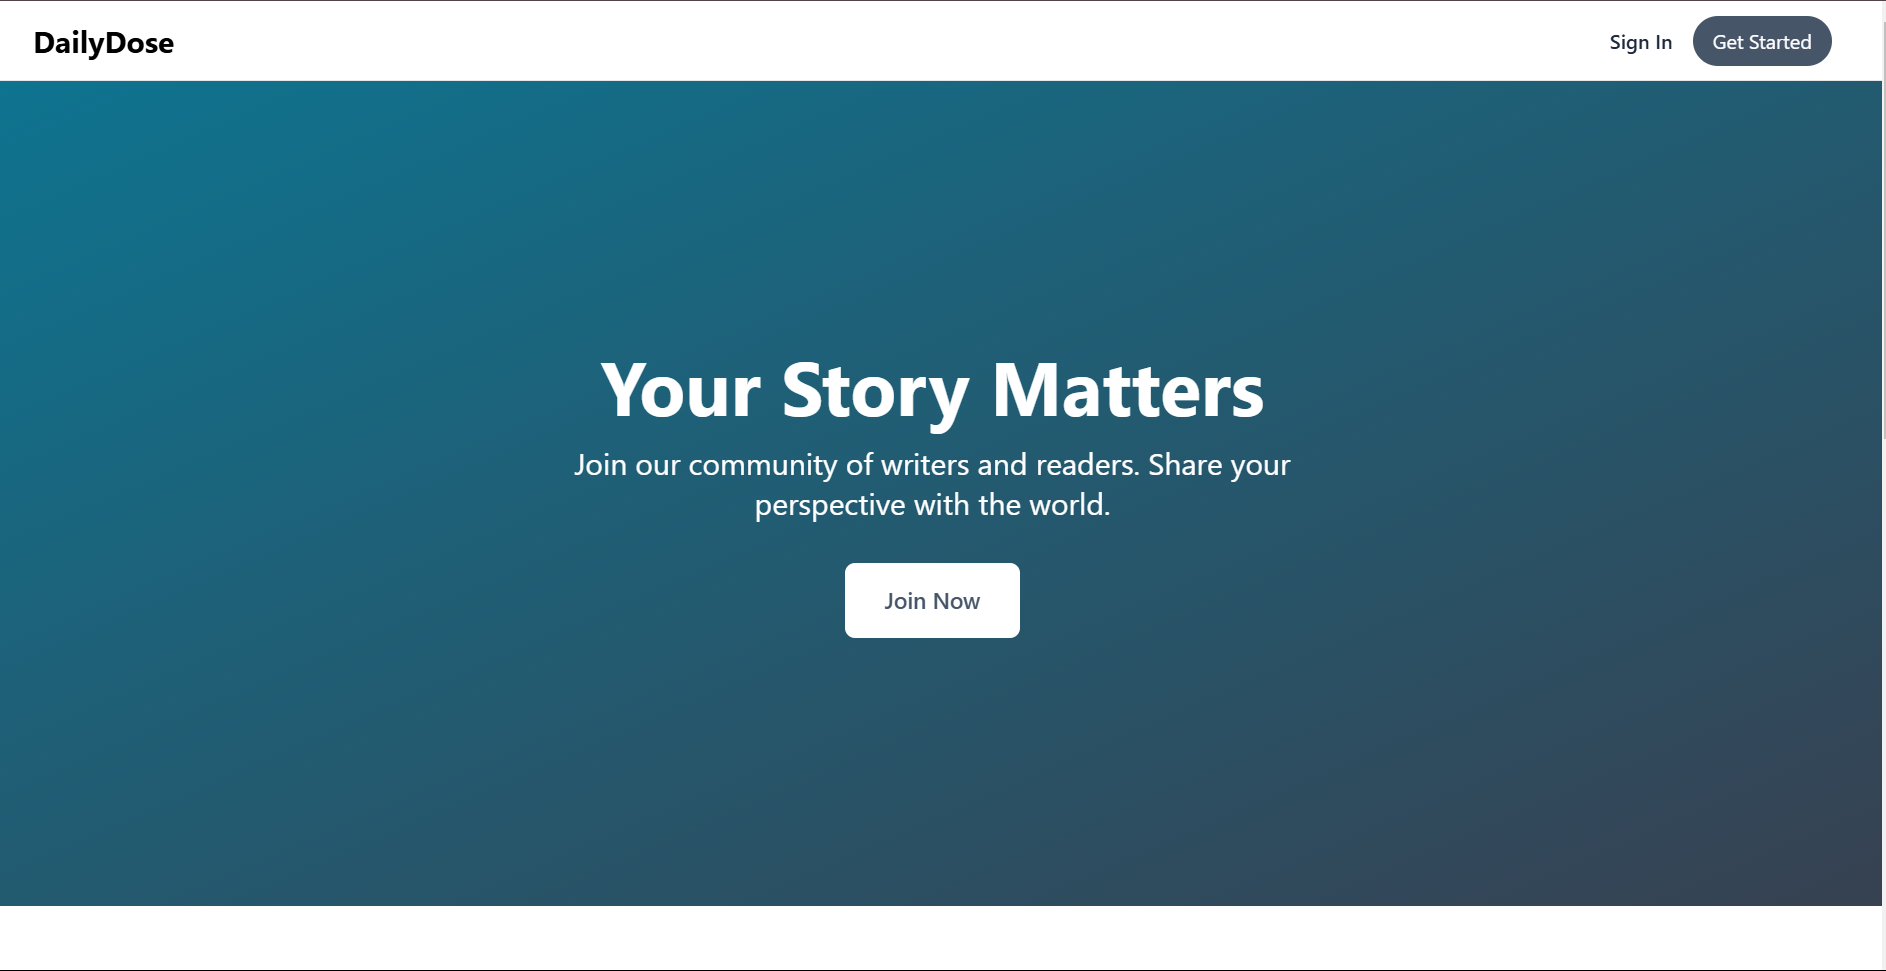 DailyDose
Sign In
Get Started
Your Story Matters
Join our community of writers and readers. Share your
perspective with the world.
Join Now